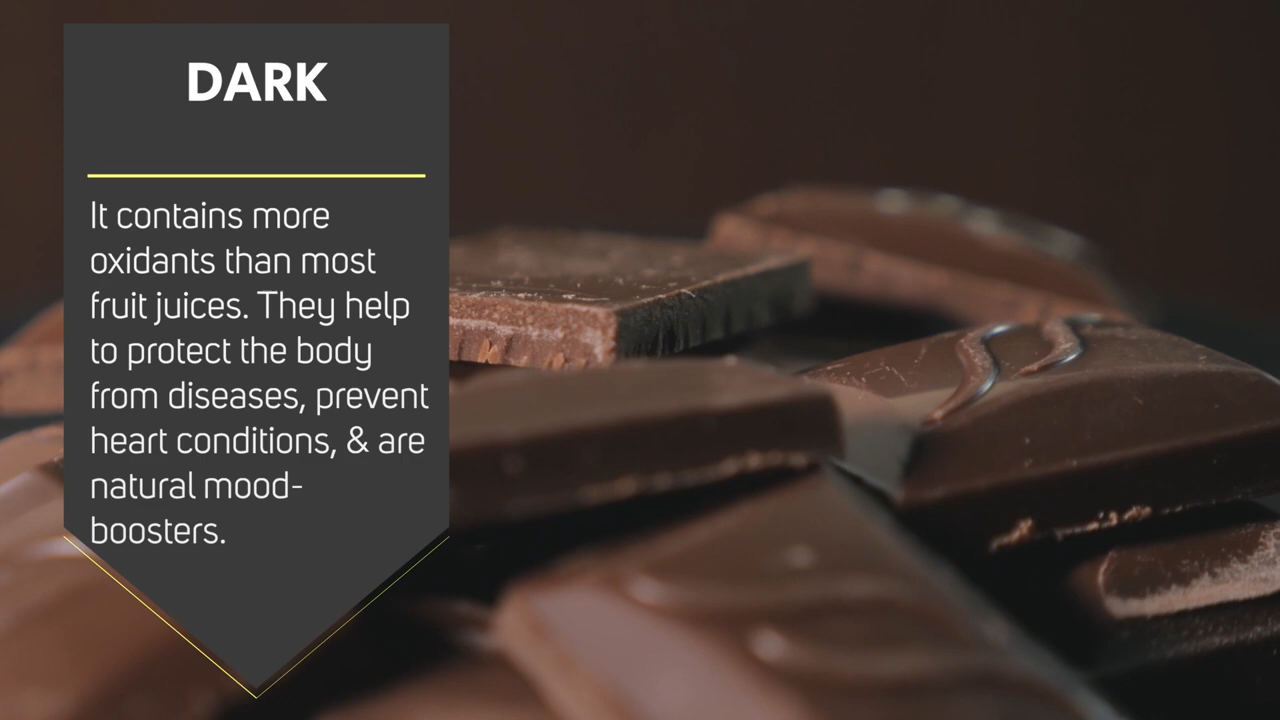 DARK
It contains more
oxidants than most
fruit juices. They help
to protect the body
from diseases, prevent
heart conditions, & are
natural mood-
boosters.